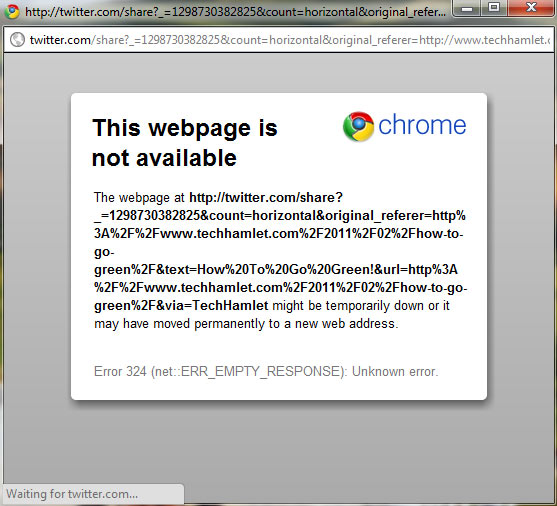 http://twitter.com/share?_=1298730382825&count=horizontal&original_refe...
twitter.com/share?_=1298730382825&count=horizontal&original_referer=http://www.techhamlet.c
This webpage is
not available
chrome
The webpage at http://twitter.com/share?
_=1298730382825&count=horizontal&original_referer=http%
3A%2F%2Fwww.techhamlet.com%2F2011%2F02%2Fhow-to-
go-
green%2F&text=How%20To%20Go%20Green!&url=http%3A
%2F%2Fwww.techhamlet.com%2F2011%2F02%2Fhow-to-go-
green%2F&via=TechHamlet might be temporarily down or it
may have moved permanently to a new web address.
Error 324 (net::ERR_EMPTY_RESPONSE): Unknown error.
Waiting for twitter.com...